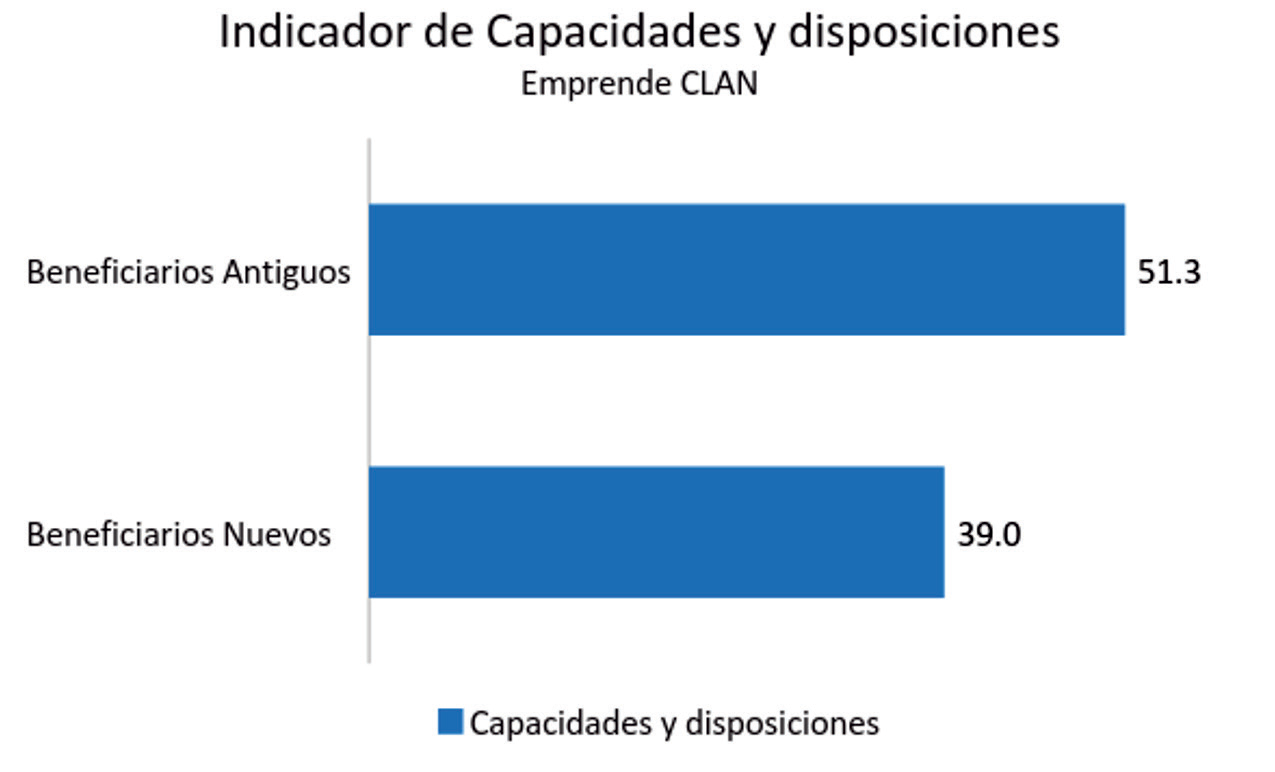 Indicador de Capacidades y disposiciones
Emprende CLAN
Beneficiarios Antiguos
51.3
Beneficiarios Nuevos
39.0
Capacidades y disposiciones